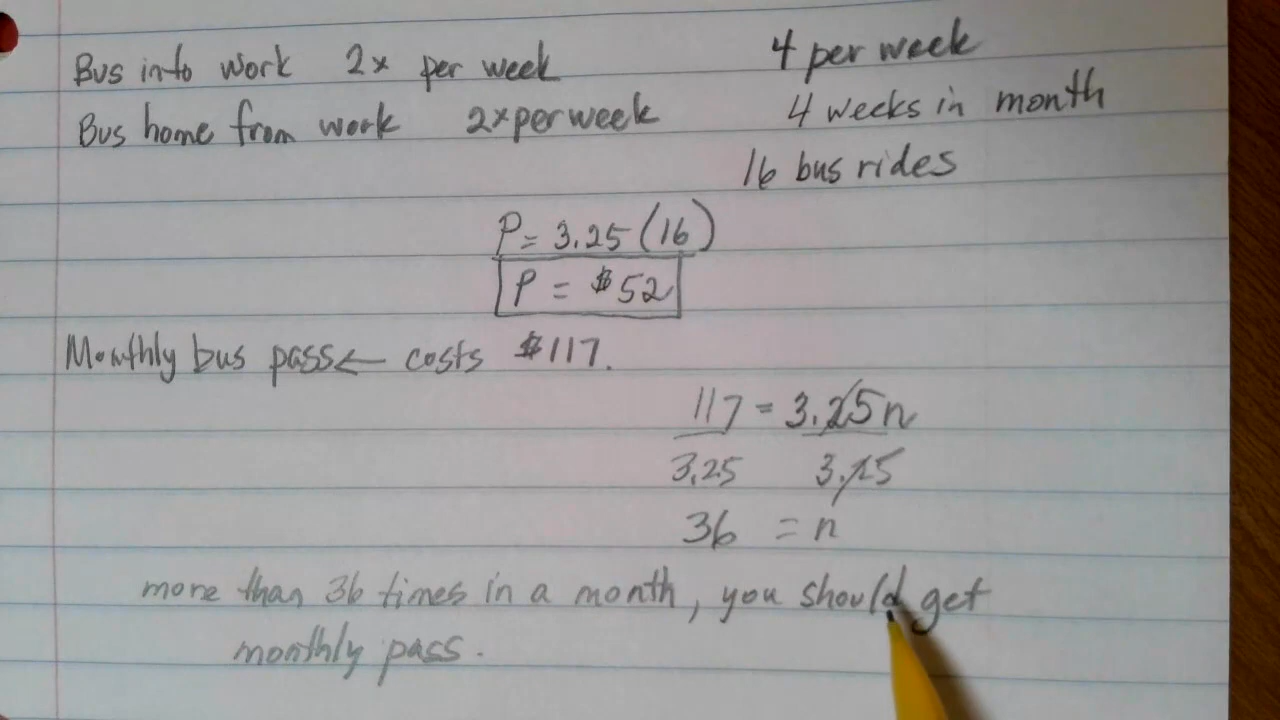 Bus into work 2x per week 4 per week
Bus home from work 2x per week 4 weeks in month
16 bus rides
P = 3.25 (16)
P = $52
Monthly bus pass ← costs $117.
117 = 3.25n
3.25 3.25
36 = n
more than 36 times in a month, you should get
monthly pass.